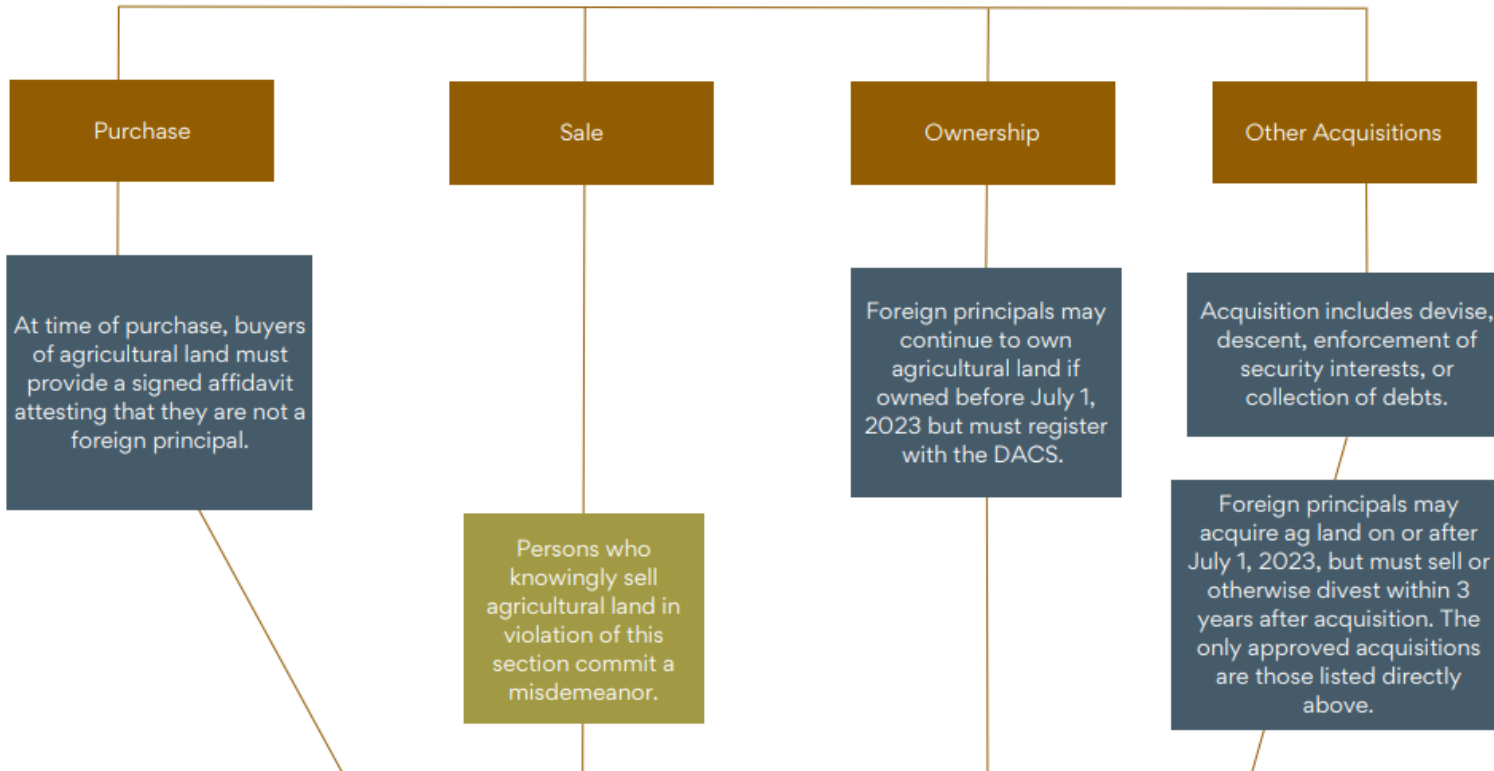 Purchase
Sale
Ownership
Other Acquisitions
At time of purchase, buyers
of agricultural land must
provide a signed affidavit
attesting that they are not a
foreign principal.
Persons who
knowingly sell
agricultural land in
violation of this
section commit a
misdemeanor.
Foreign principals may
continue to own
agricultural land if
owned before July 1,
2023 but must register
with the DACS.
Acquisition includes devise,
descent, enforcement of
security interests, or
collection of debts.
Foreign principals may
acquire ag land on or after
July 1, 2023, but must sell or
otherwise divest within 3
years after acquisition. The
only approved acquisitions
are those listed directly
above.